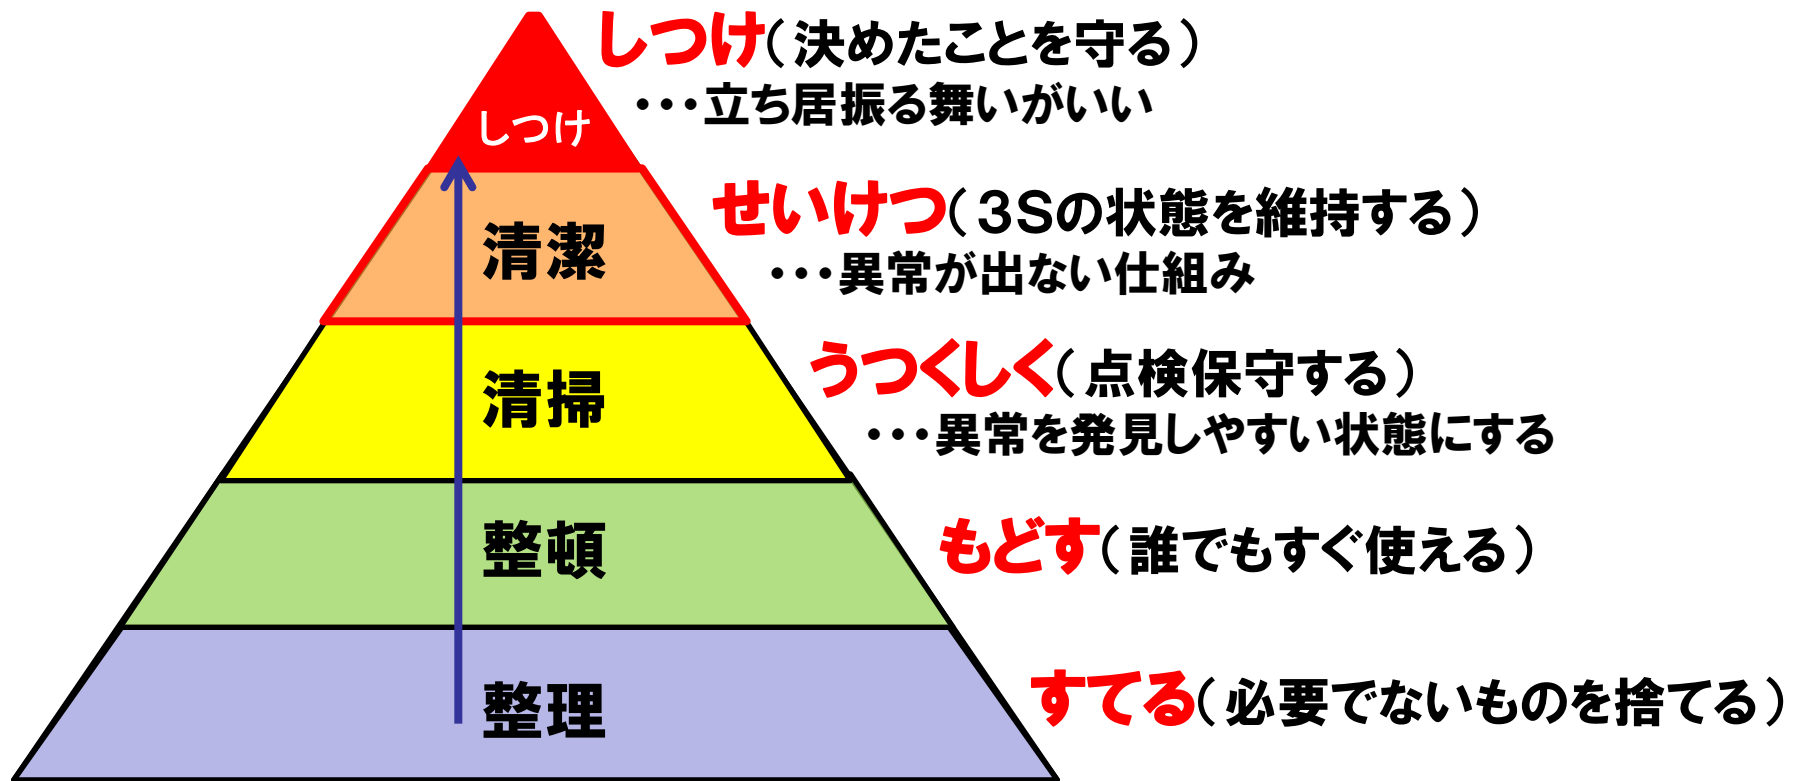 しつけ（決めたことを守る）
・・・立ち居振る舞いがいい
しつけ
せいけつ（３Ｓの状態を維持する）
清潔
・・・異常が出ない仕組み
うつくしく（点検保守する）
清掃
・・・異常を発見しやすい状態にする
整頓
もどす（誰でもすぐ使える）
整理
すてる（必要でないものを捨てる）